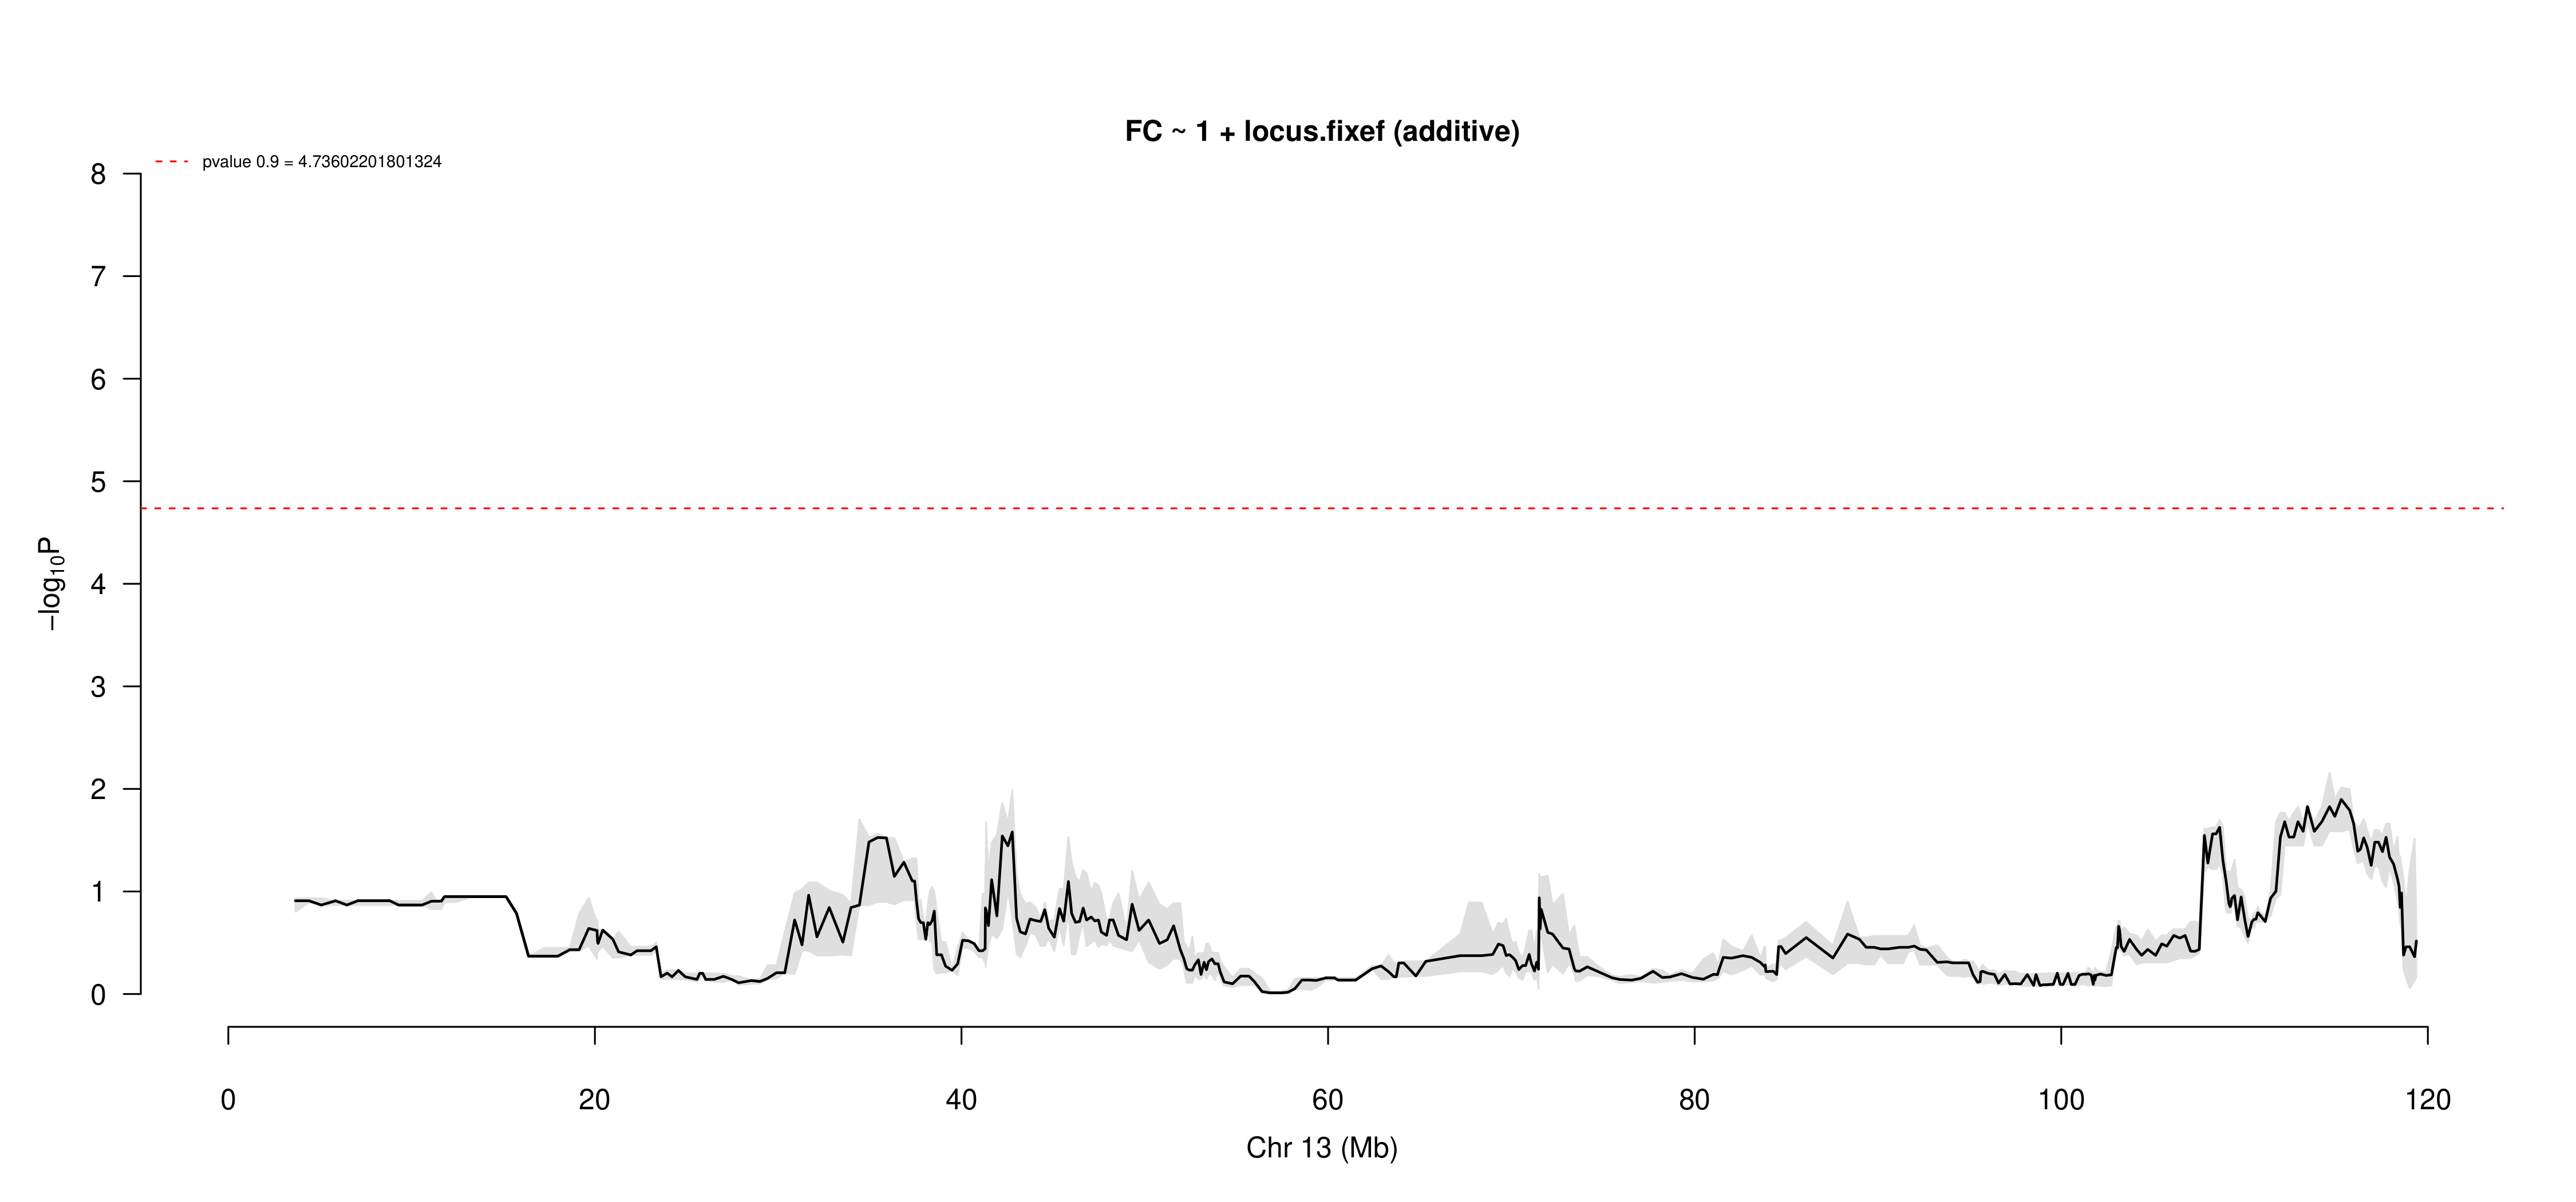 FC ~ 1 + locus.fixef (additive)
pvalue 0.9 = 4.73602201801324
8
7
6
5
4
3
2
1
0
−log10P
0 20 40 60 80 100 120
Chr 13 (Mb)